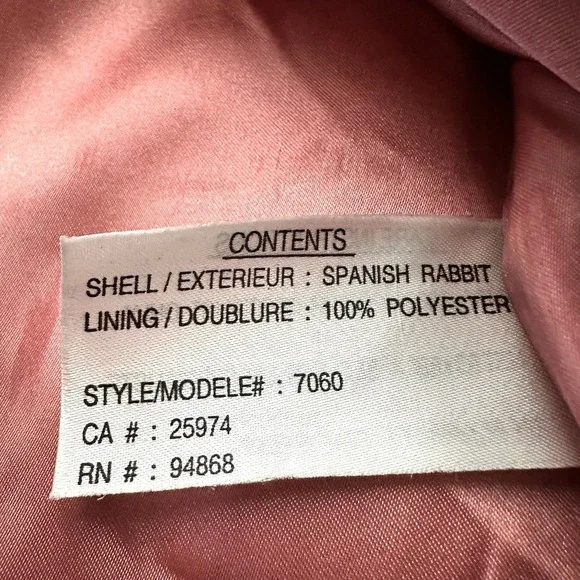 CONTENTS
SHELL / EXTERIEUR : SPANISH RABBIT
LINING / DOUBLURE : 100% POLYESTER
STYLE/MODELE# : 7060
CA # : 25974
RN # : 94868